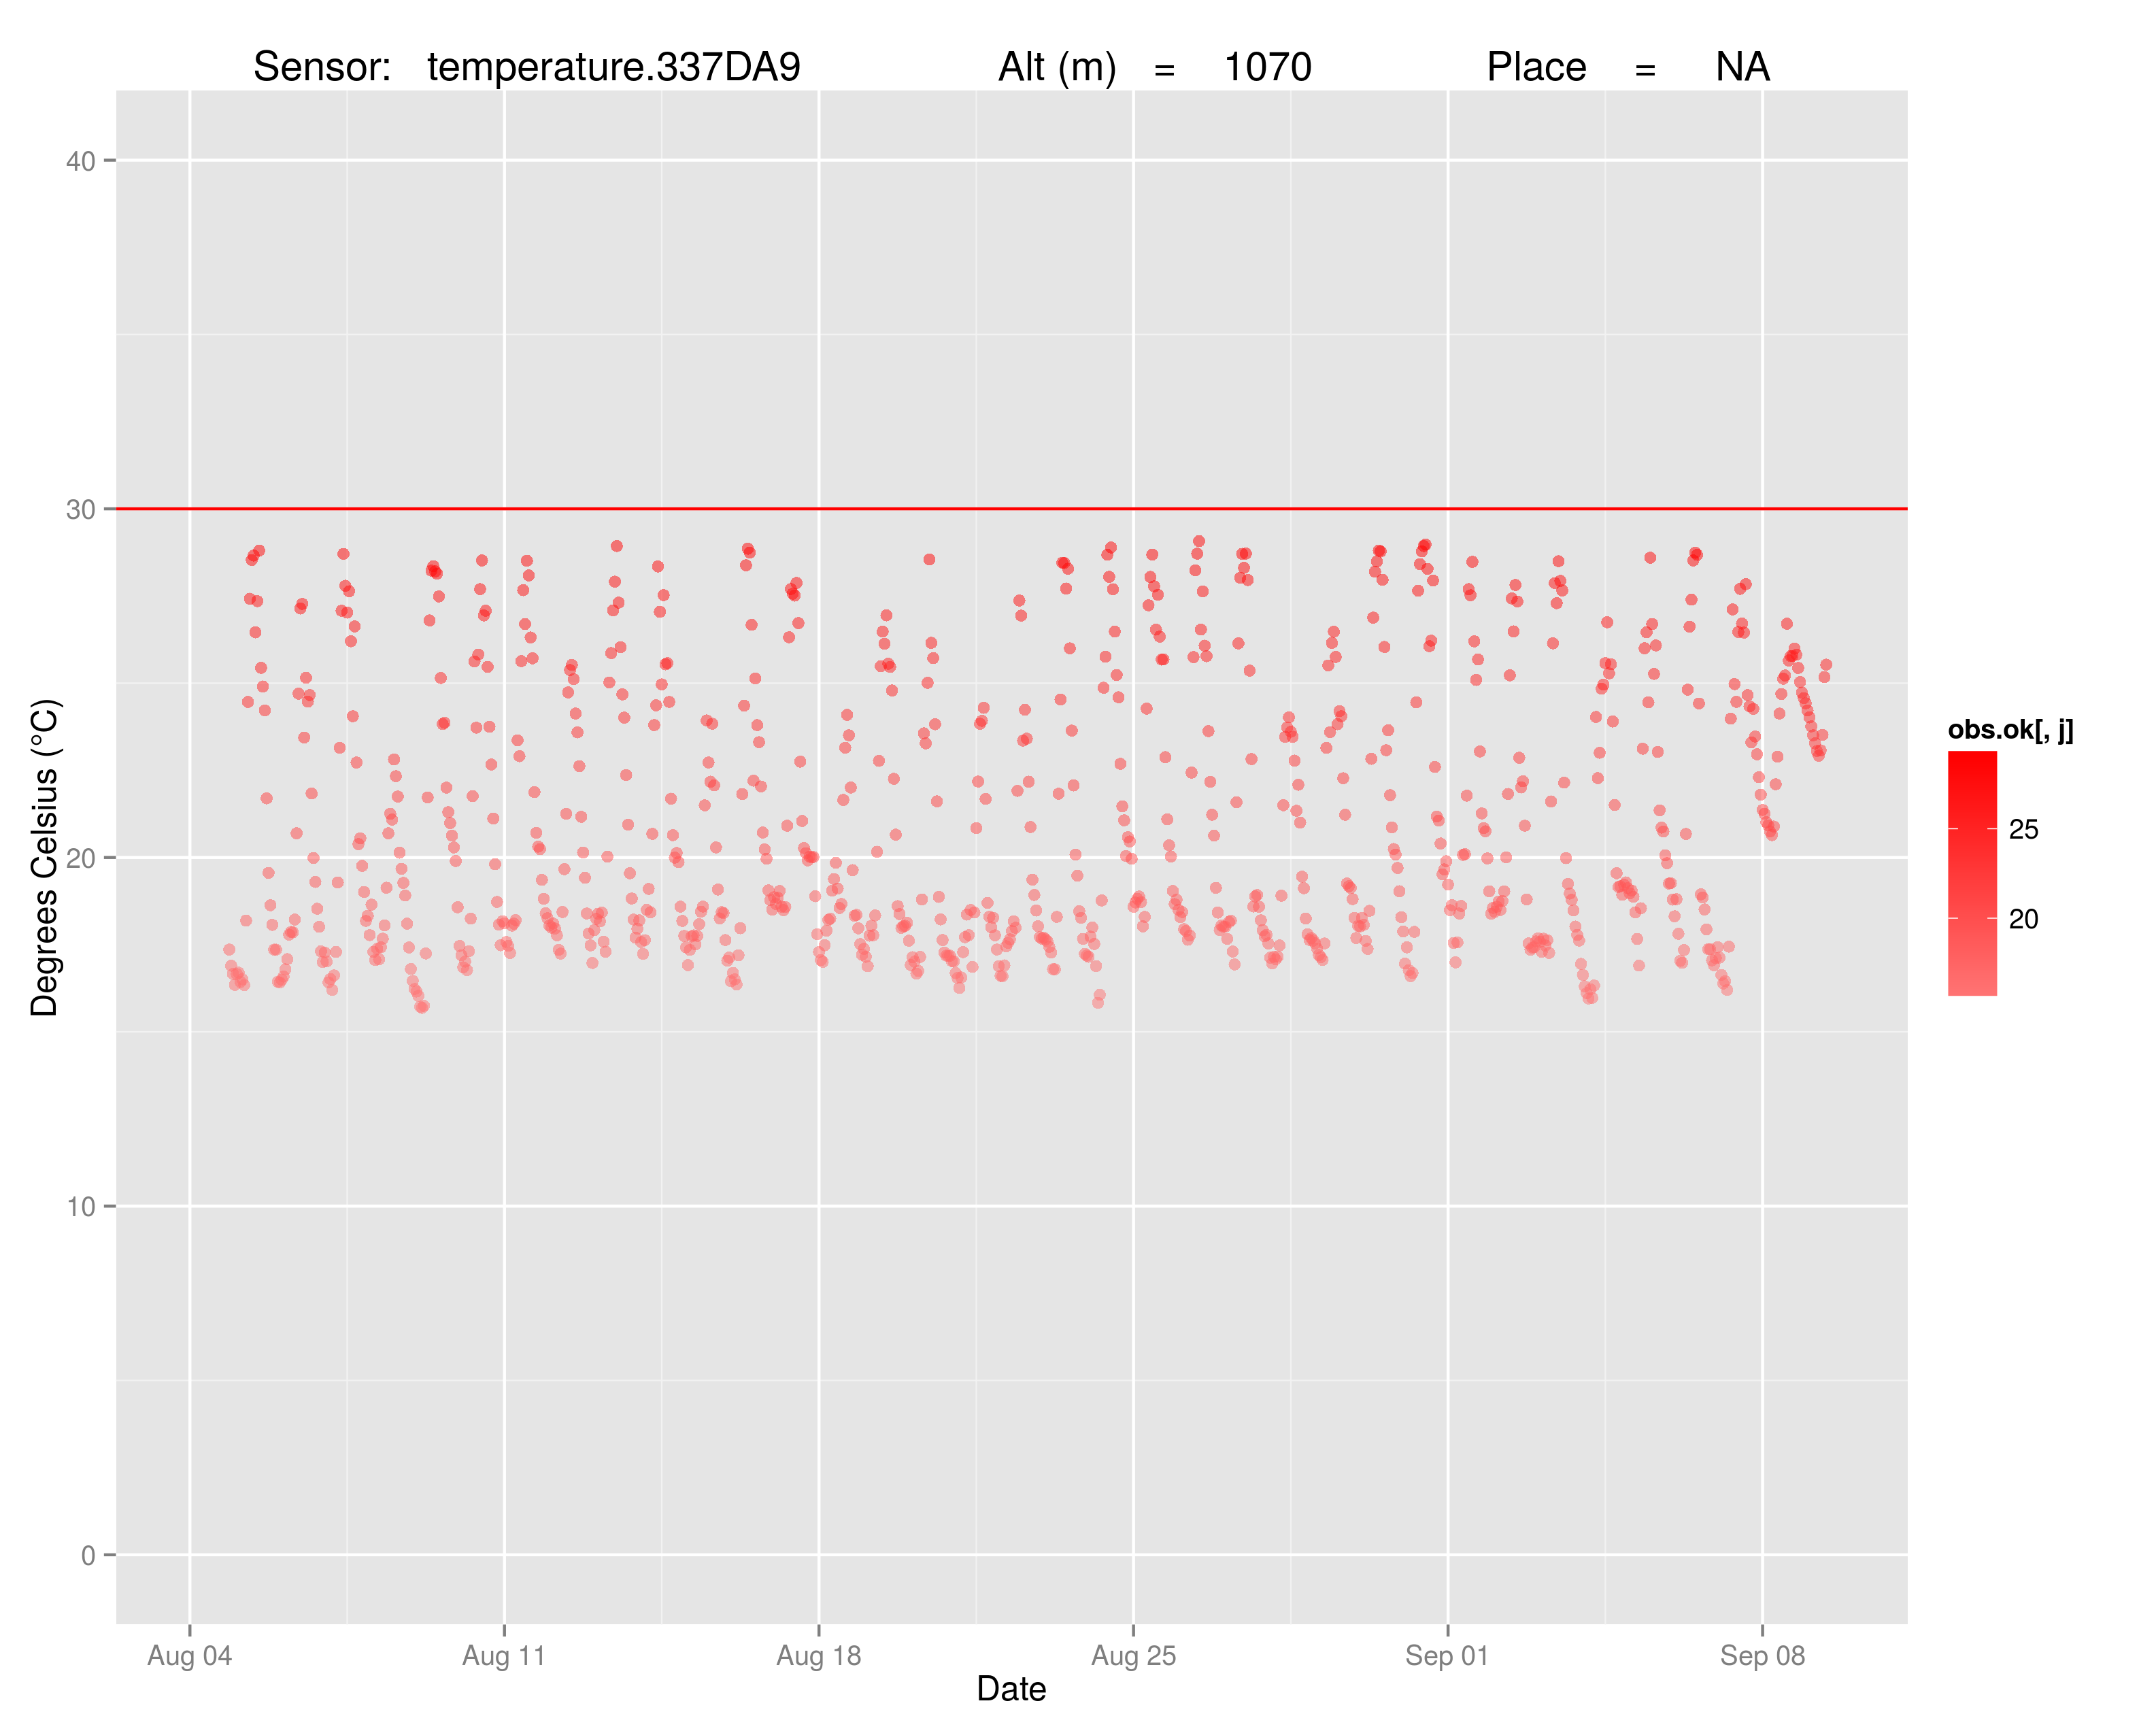 Sensor: temperature.337DA9 Alt (m) = 1070 Place = NA
40
30
20
10
0
Degrees Celsius (°C)
obs.ok[, j]
25
20
Aug 04 Aug 11 Aug 18 Aug 25 Sep 01 Sep 08
Date